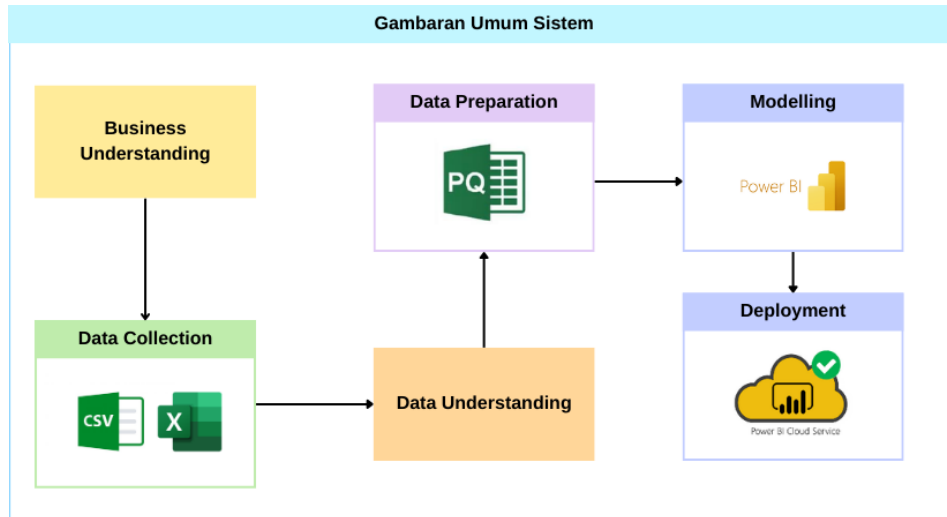 Gambaran Umum Sistem
Business
Understanding
Data Collection
CSV
X
Data Understanding
Data Preparation
PQ
Modelling
Power BI
Deployment
Power BI Cloud Service